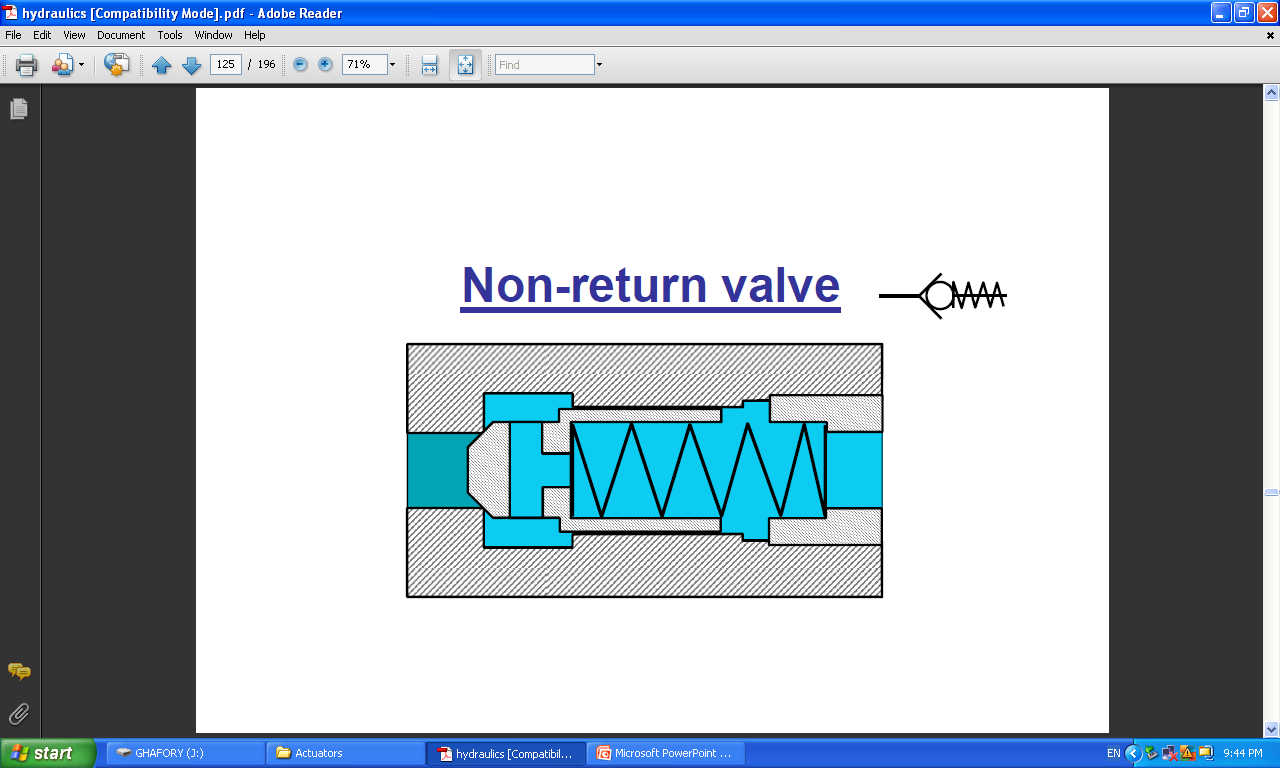 hydraulics [Compatibility Mode].pdf - Adobe Reader
File Edit View Document Tools Window Help
125 / 196 71% Find
Non-return valve
start GHAFORY (J:) Actuators hydraulics [Compatibil... Microsoft PowerPoint ... EN 9:44 PM